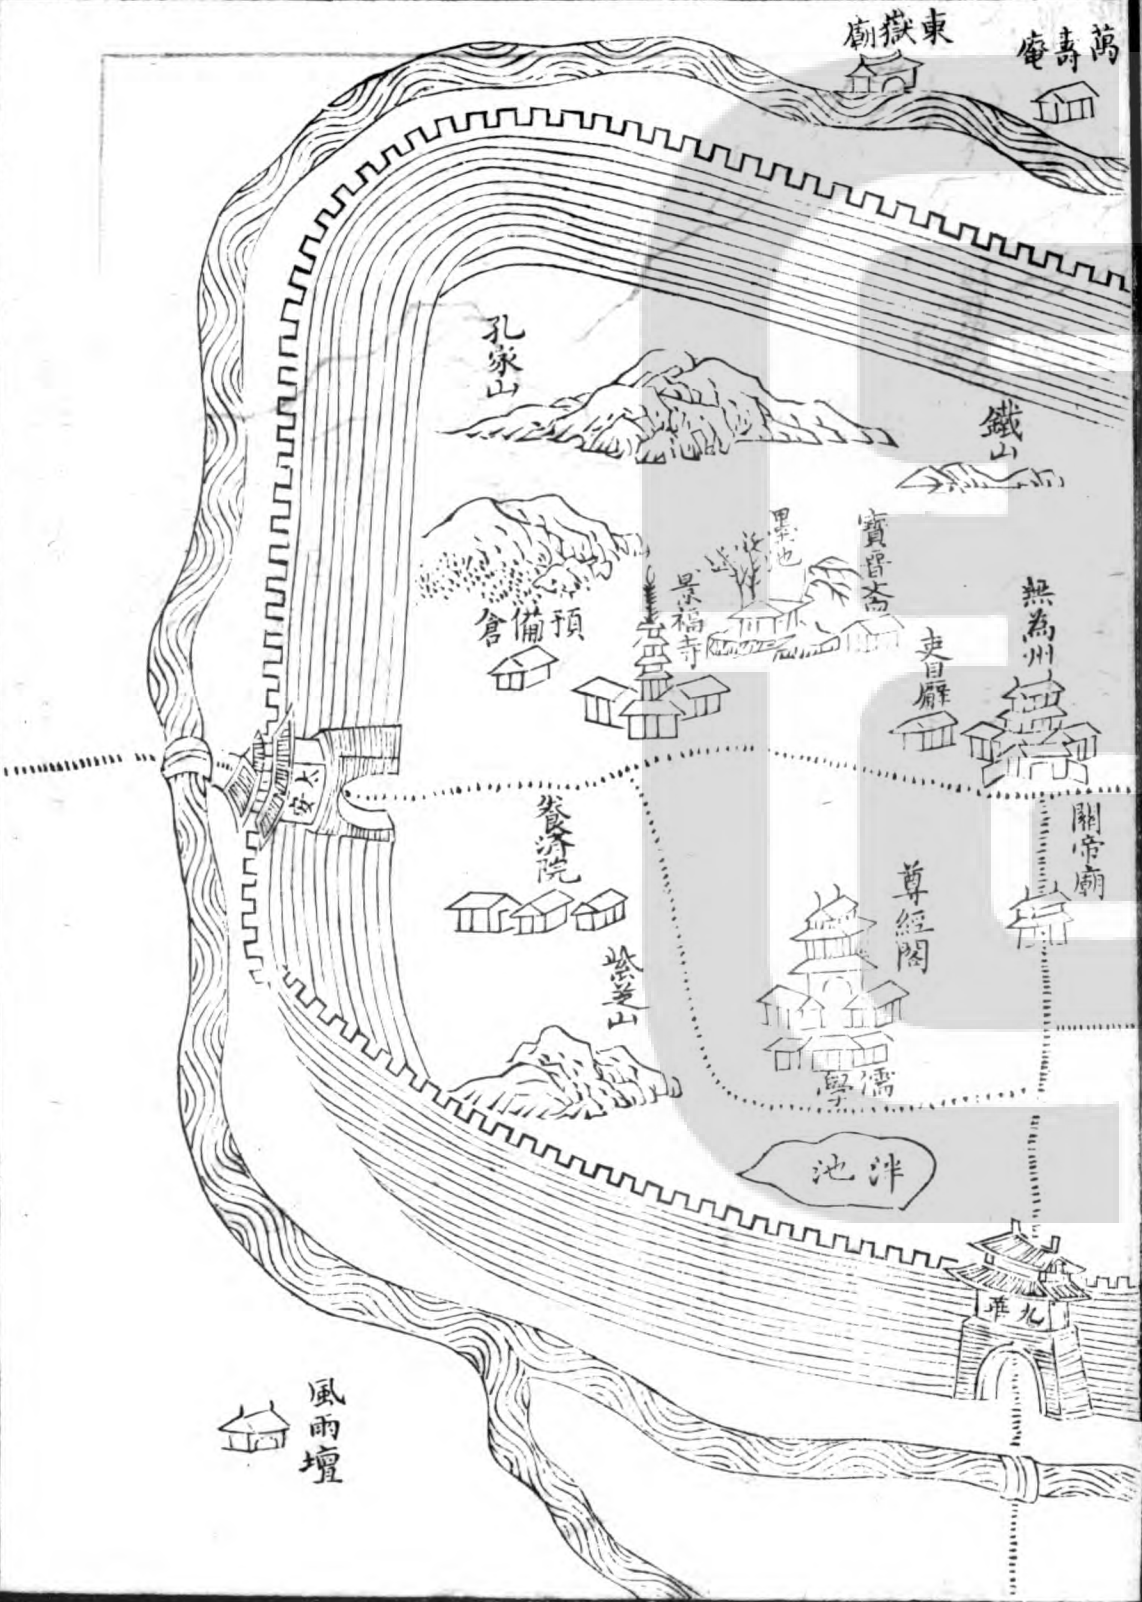 萬壽庵
東嶽廟
孔家山
鐵山
墨池
寶晉齋
景福寺
預備倉
無為州
吏目廨
大安
養濟院
關帝廟
尊經閣
紫芝山
儒學
泮池
九華
風雨壇